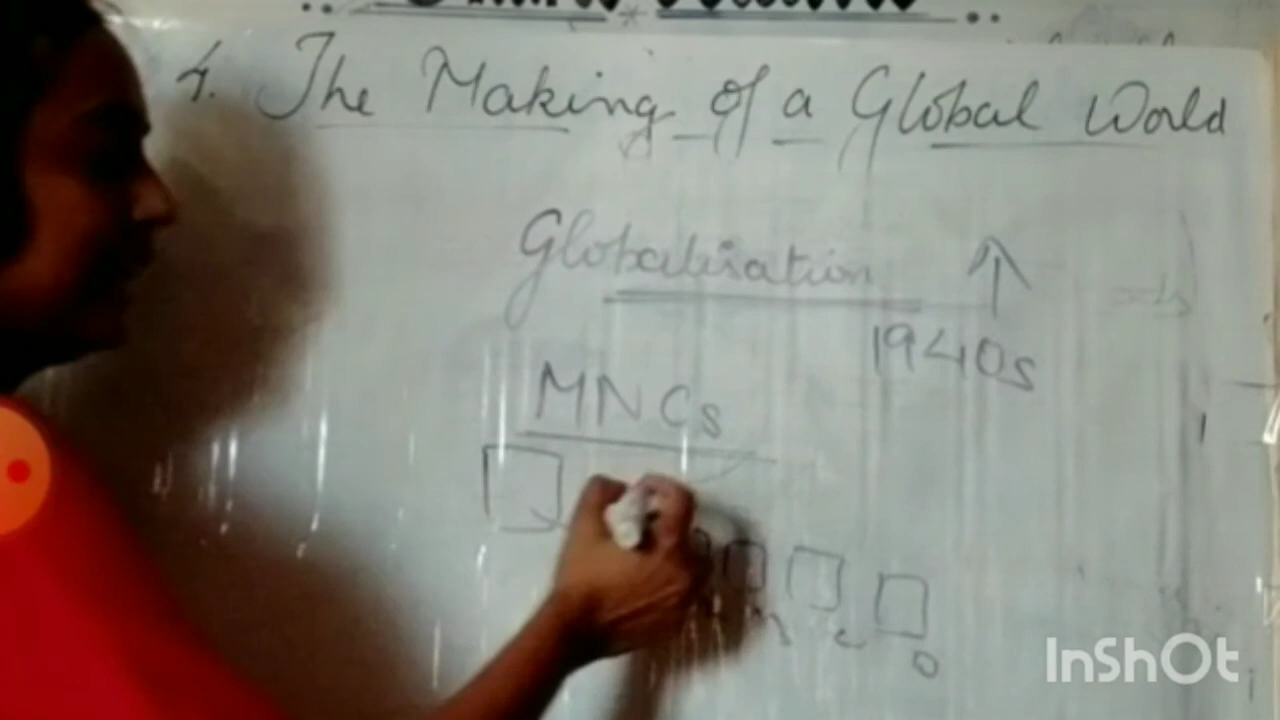 4. The Making of a Global World
Globalisation ↑
1940s
MNCs
C
D
InShOt